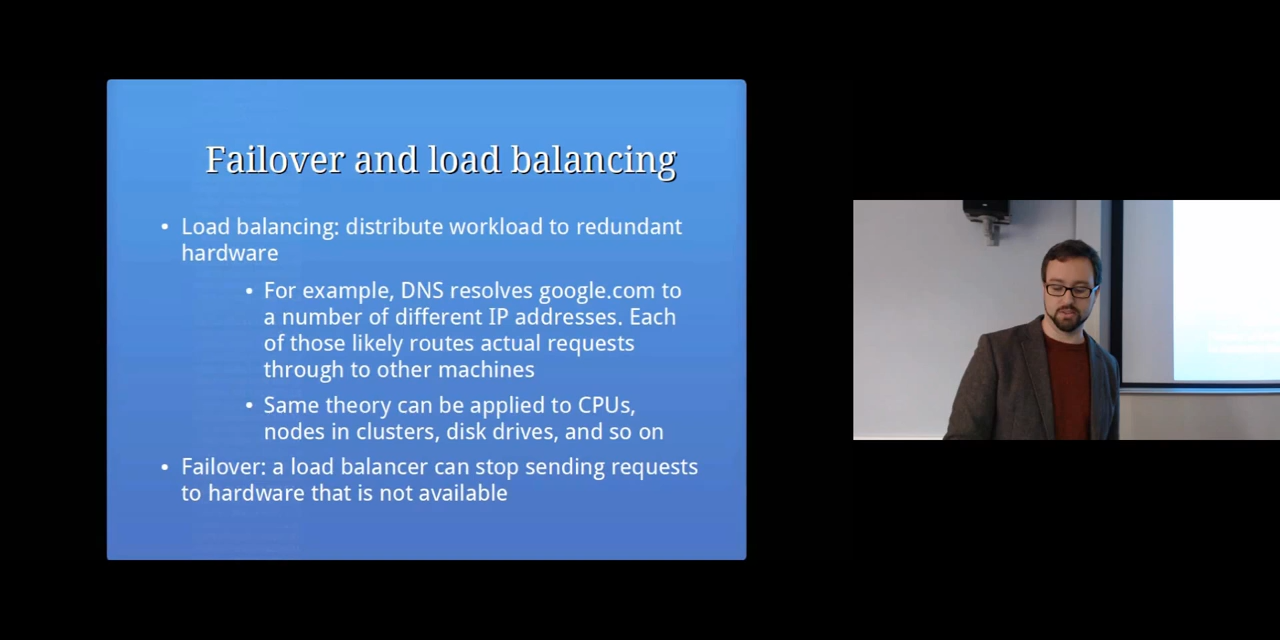 Failover and load balancing
• Load balancing: distribute workload to redundant
hardware
• For example, DNS resolves google.com to
a number of different IP addresses. Each
of those likely routes actual requests
through to other machines
• Same theory can be applied to CPUs,
nodes in clusters, disk drives, and so on
• Failover: a load balancer can stop sending requests
to hardware that is not available